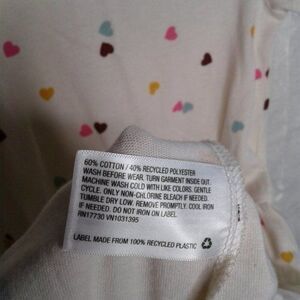 60% COTTON / 40% RECYCLED POLYESTER
WASH BEFORE WEAR, TURN GARMENT INSIDE OUT.
MACHINE WASH COLD WITH LIKE COLORS. GENTLE
CYCLE. ONLY NON-CHLORINE BLEACH IF NEEDED.
TUMBLE DRY LOW. REMOVE PROMPTLY. COOL IRON
IF NEEDED. DO NOT IRON ON LABEL.
RN17730 VN1031395
LABEL MADE FROM 100% RECYCLED PLASTIC